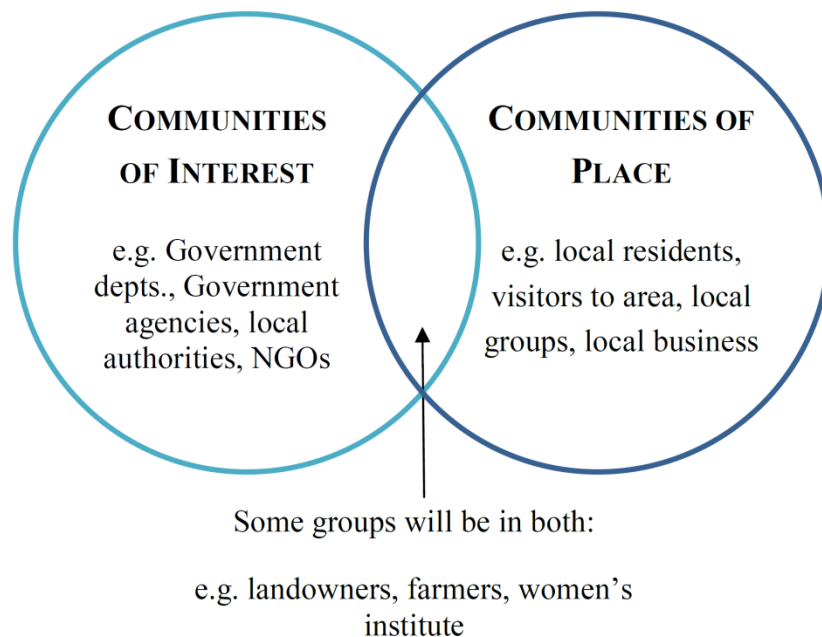 COMMUNITIES
OF INTEREST
e.g. Government
depts., Government
agencies, local
authorities, NGOs
COMMUNITIES OF
PLACE
e.g. local residents,
visitors to area, local
groups, local business
Some groups will be in both:
e.g. landowners, farmers, women’s
institute